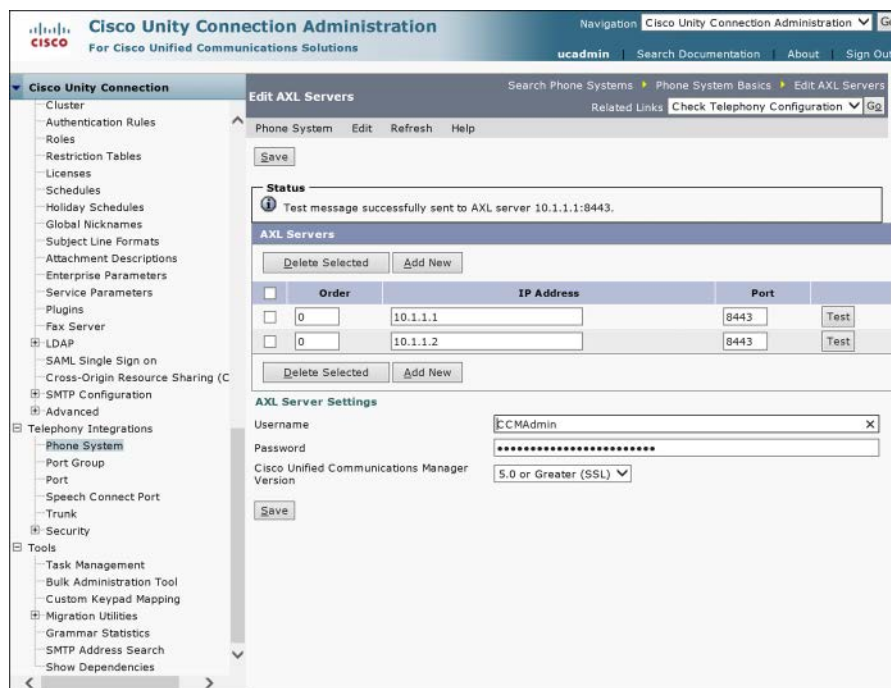 Cisco Unity Connection Administration
For Cisco Unified Communications Solutions
CISCO
Navigation Cisco Unity Connection Administration
ucadmin | Search Documentation | About | Sign Out
Cisco Unity Connection
Cluster
Authentication Rules
Roles
Restriction Tables
Licenses
Schedules
Holiday Schedules
Global Nicknames
Subject Line Formats
Attachment Descriptions
Enterprise Parameters
Service Parameters
Plugins
Fax Server
LDAP
SAML Single Sign on
Cross-Origin Resource Sharing (C
SMTP Configuration
Advanced
Telephony Integrations
Phone System
Port Group
Port
Speech Connect Port
Trunk
Security
Tools
Task Management
Bulk Administration Tool
Custom Keypad Mapping
Migration Utilities
Grammar Statistics
SMTP Address Search
Show Dependencies
Edit AXL Servers
Search Phone Systems Phone System Basics Edit AXL Servers
Related Links Check Telephony Configuration Go
Phone System Edit Refresh Help
Save
Status
Test message successfully sent to AXL server 10.1.1.1:8443.
AXL Servers
Delete Selected Add New
Order IP Address Port
0 10.1.1.1 8443 Test
0 10.1.1.2 8443 Test
Delete Selected Add New
AXL Server Settings
Username CCMAdmin
Password
Cisco Unified Communications Manager Version 5.0 or Greater (SSL)
Save